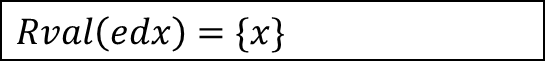 Rval(edx) = {x}